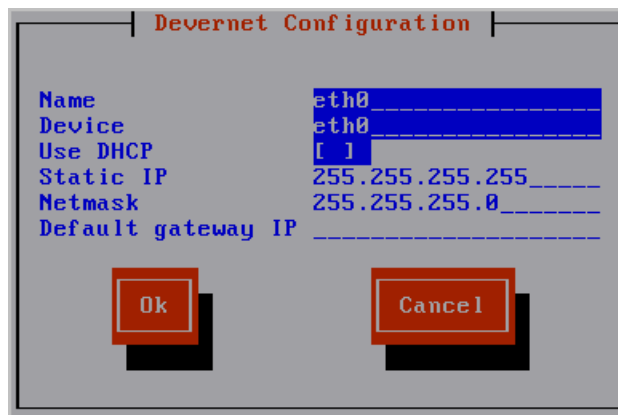 Devernet Configuration
Name eth0
Device eth0
Use DHCP [ ]
Static IP 255.255.255.255
Netmask 255.255.255.0
Default gateway IP
Ok Cancel